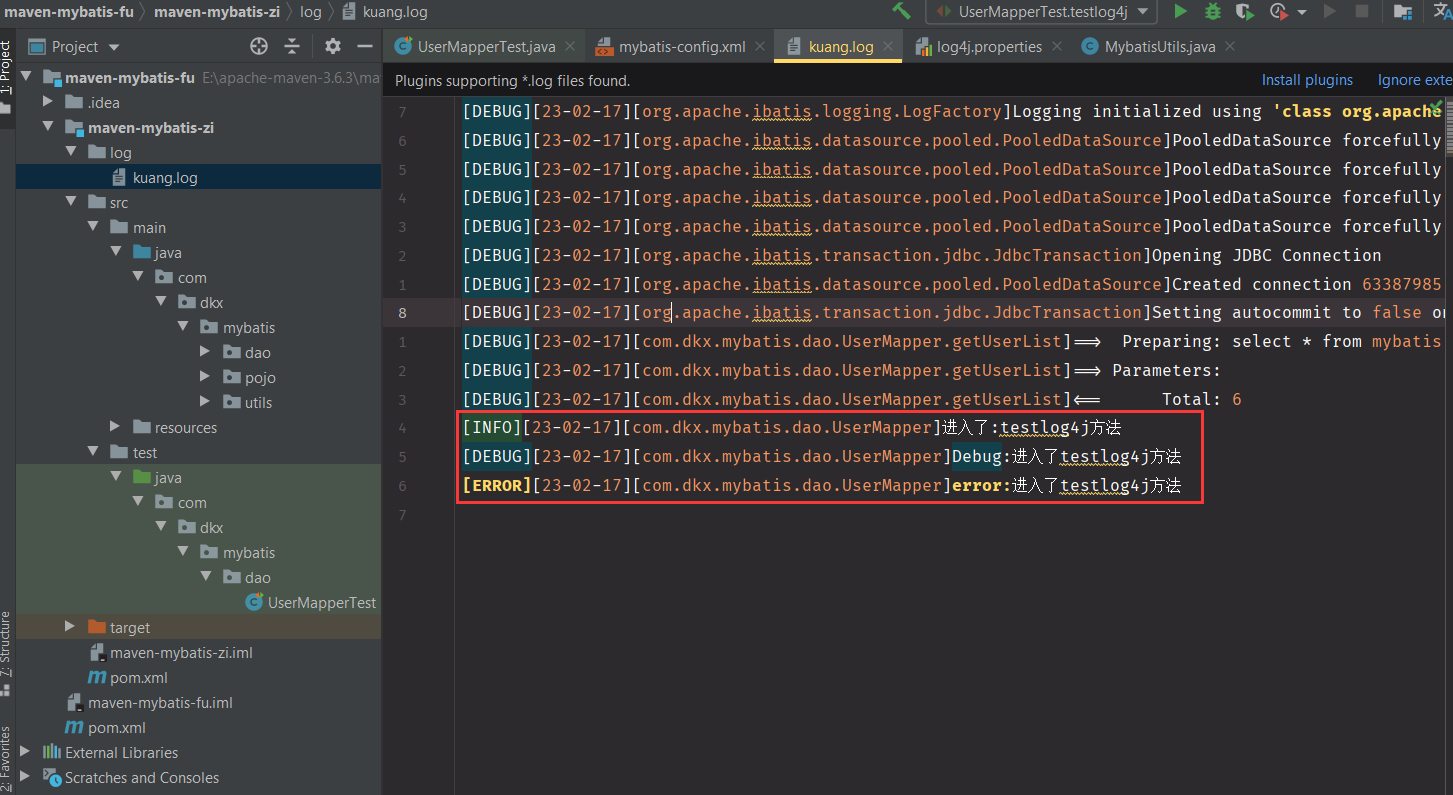 maven-mybatis-fu maven-mybatis-zi log kuang.log UserMapperTest.testlog4j
Project
UserMapperTest.java mybatis-config.xml kuang.log log4j.properties MybatisUtils.java
Plugins supporting *.log files found. Install plugins Ignore exte
1: Project
7: Structure
2: Favorites
maven-mybatis-fu E:\apache-maven-3.6.3\ma
.idea
maven-mybatis-zi
log
kuang.log
src
main
java
com
dkx
mybatis
dao
pojo
utils
resources
test
java
com
dkx
mybatis
dao
UserMapperTest
target
maven-mybatis-zi.iml
pom.xml
maven-mybatis-fu.iml
pom.xml
External Libraries
Scratches and Consoles
7 [DEBUG][23-02-17][org.apache.ibatis.logging.LogFactory]Logging initialized using 'class org.apache
6 [DEBUG][23-02-17][org.apache.ibatis.datasource.pooled.PooledDataSource]PooledDataSource forcefully
5 [DEBUG][23-02-17][org.apache.ibatis.datasource.pooled.PooledDataSource]PooledDataSource forcefully
4 [DEBUG][23-02-17][org.apache.ibatis.datasource.pooled.PooledDataSource]PooledDataSource forcefully
3 [DEBUG][23-02-17][org.apache.ibatis.datasource.pooled.PooledDataSource]PooledDataSource forcefully
2 [DEBUG][23-02-17][org.apache.ibatis.transaction.jdbc.JdbcTransaction]Opening JDBC Connection
1 [DEBUG][23-02-17][org.apache.ibatis.datasource.pooled.PooledDataSource]Created connection 63387985
8 [DEBUG][23-02-17][org.apache.ibatis.transaction.jdbc.JdbcTransaction]Setting autocommit to false on
1 [DEBUG][23-02-17][com.dkx.mybatis.dao.UserMapper.getUserList]==>  Preparing: select * from mybatis
2 [DEBUG][23-02-17][com.dkx.mybatis.dao.UserMapper.getUserList]==> Parameters:
3 [DEBUG][23-02-17][com.dkx.mybatis.dao.UserMapper.getUserList]<==      Total: 6
4 [INFO][23-02-17][com.dkx.mybatis.dao.UserMapper]进入了:testlog4j方法
5 [DEBUG][23-02-17][com.dkx.mybatis.dao.UserMapper]Debug:进入了testlog4j方法
6 [ERROR][23-02-17][com.dkx.mybatis.dao.UserMapper]error:进入了testlog4j方法
7